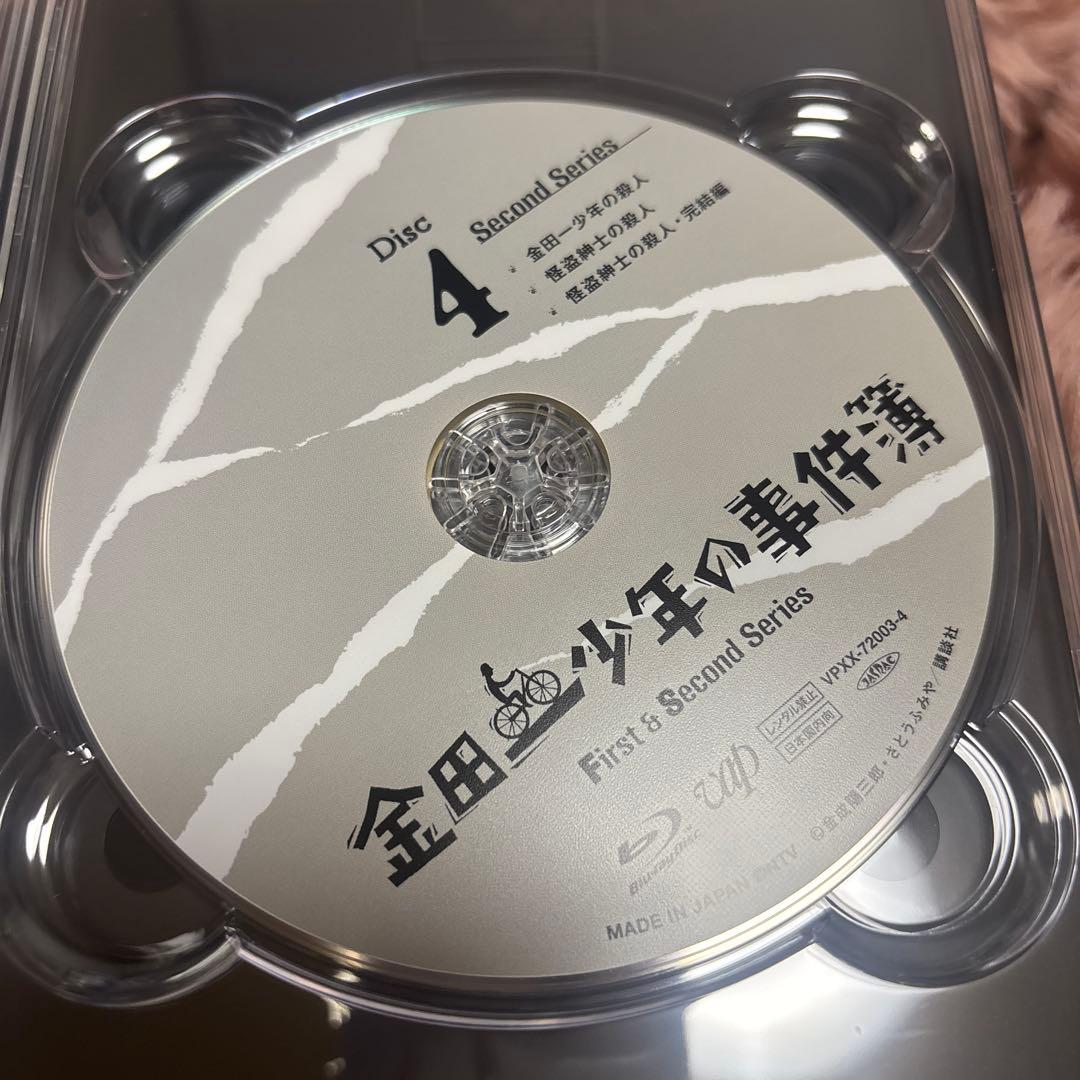 Disc
4
Second Series
金田一少年の殺人
怪盗紳士の殺人
怪盗紳士の殺人・完結編
金田一少年の事件簿
First & Second Series
レンタル禁止
日本国内向
VPXX-72003-4
JASRAC
vap
Blu-ray Disc
MADE IN JAPAN ©NTV
©金成陽三郎・さとうふみや/講談社